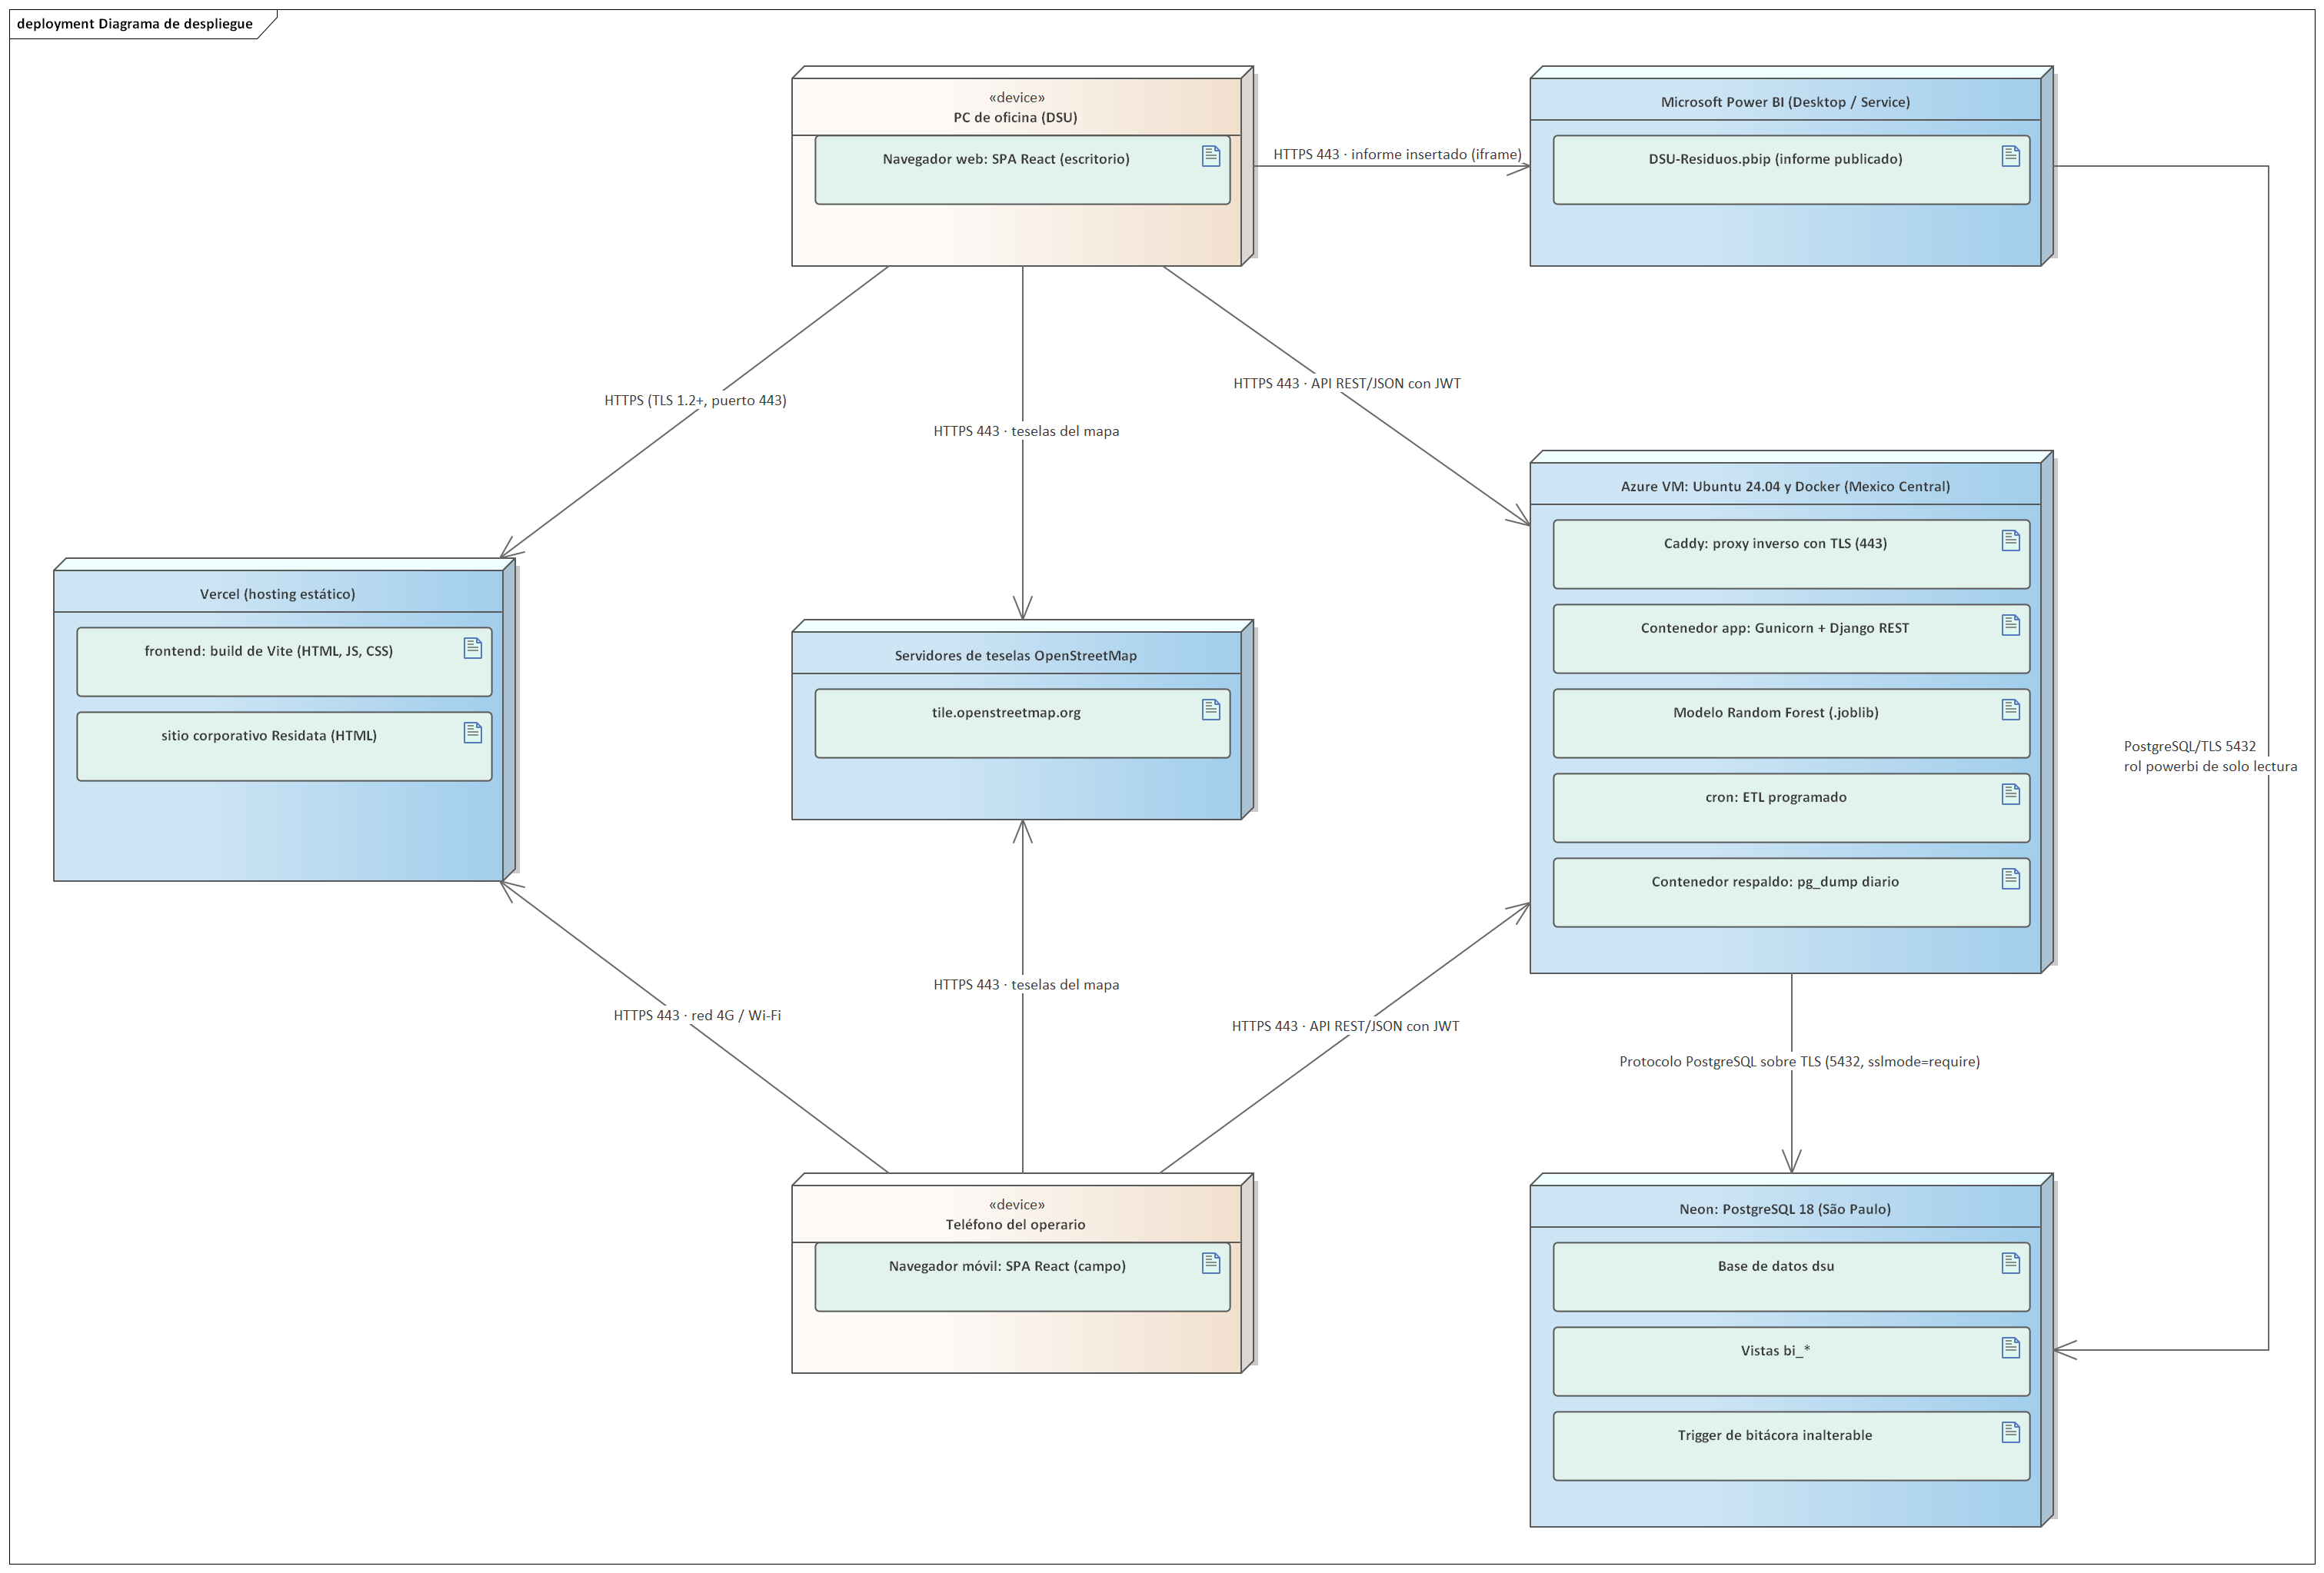 deployment Diagrama de despliegue
«device»
PC de oficina (DSU)
Navegador web: SPA React (escritorio)
HTTPS 443 · informe insertado (iframe)
Microsoft Power BI (Desktop / Service)
DSU-Residuos.pbip (informe publicado)
HTTPS (TLS 1.2+, puerto 443)
HTTPS 443 · teselas del mapa
HTTPS 443 · API REST/JSON con JWT
Vercel (hosting estático)
frontend: build de Vite (HTML, JS, CSS)
sitio corporativo Residata (HTML)
Servidores de teselas OpenStreetMap
tile.openstreetmap.org
Azure VM: Ubuntu 24.04 y Docker (Mexico Central)
Caddy: proxy inverso con TLS (443)
Contenedor app: Gunicorn + Django REST
Modelo Random Forest (.joblib)
cron: ETL programado
Contenedor respaldo: pg_dump diario
PostgreSQL/TLS 5432
rol powerbi de solo lectura
HTTPS 443 · red 4G / Wi-Fi
HTTPS 443 · teselas del mapa
HTTPS 443 · API REST/JSON con JWT
Protocolo PostgreSQL sobre TLS (5432, sslmode=require)
«device»
Teléfono del operario
Navegador móvil: SPA React (campo)
Neon: PostgreSQL 18 (São Paulo)
Base de datos dsu
Vistas bi_*
Trigger de bitácora inalterable